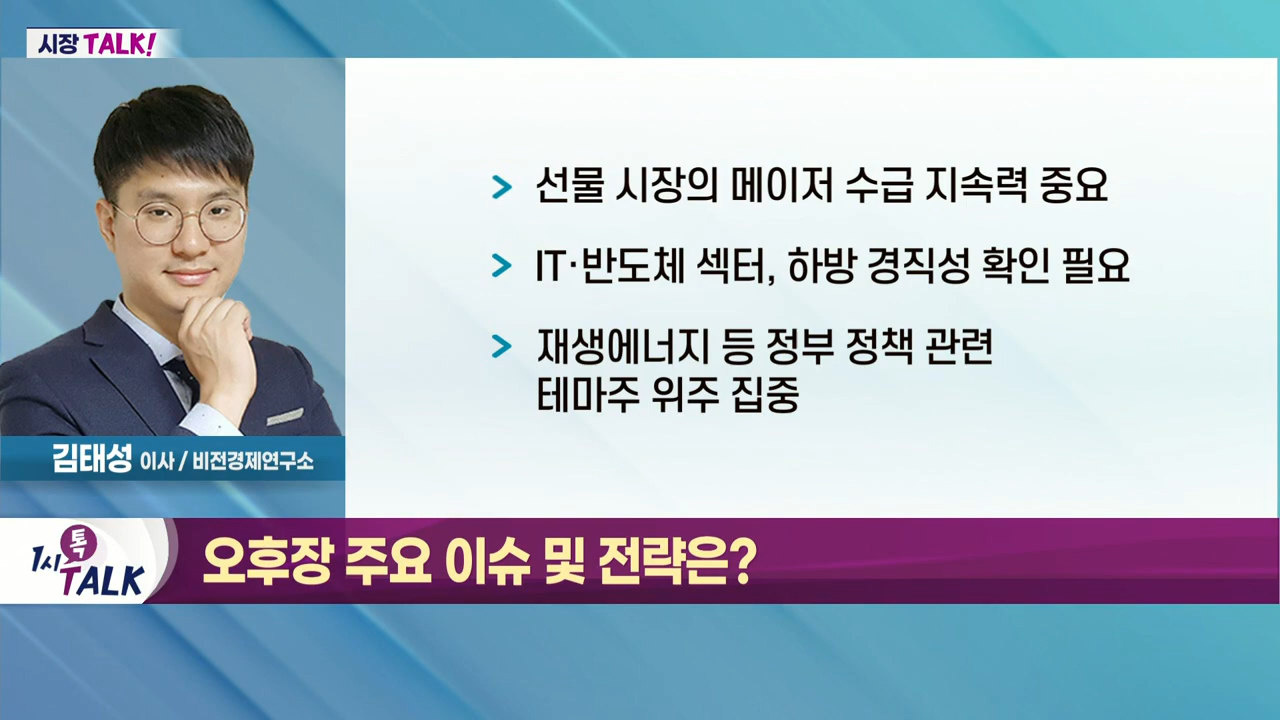 시장 TALK!
> 선물 시장의 메이저 수급 지속력 중요
> IT·반도체 섹터, 하방 경직성 확인 필요
> 재생에너지 등 정부 정책 관련
테마주 위주 집중
김태성 이사 / 비전경제연구소
1시 톡 TALK
오후장 주요 이슈 및 전략은?